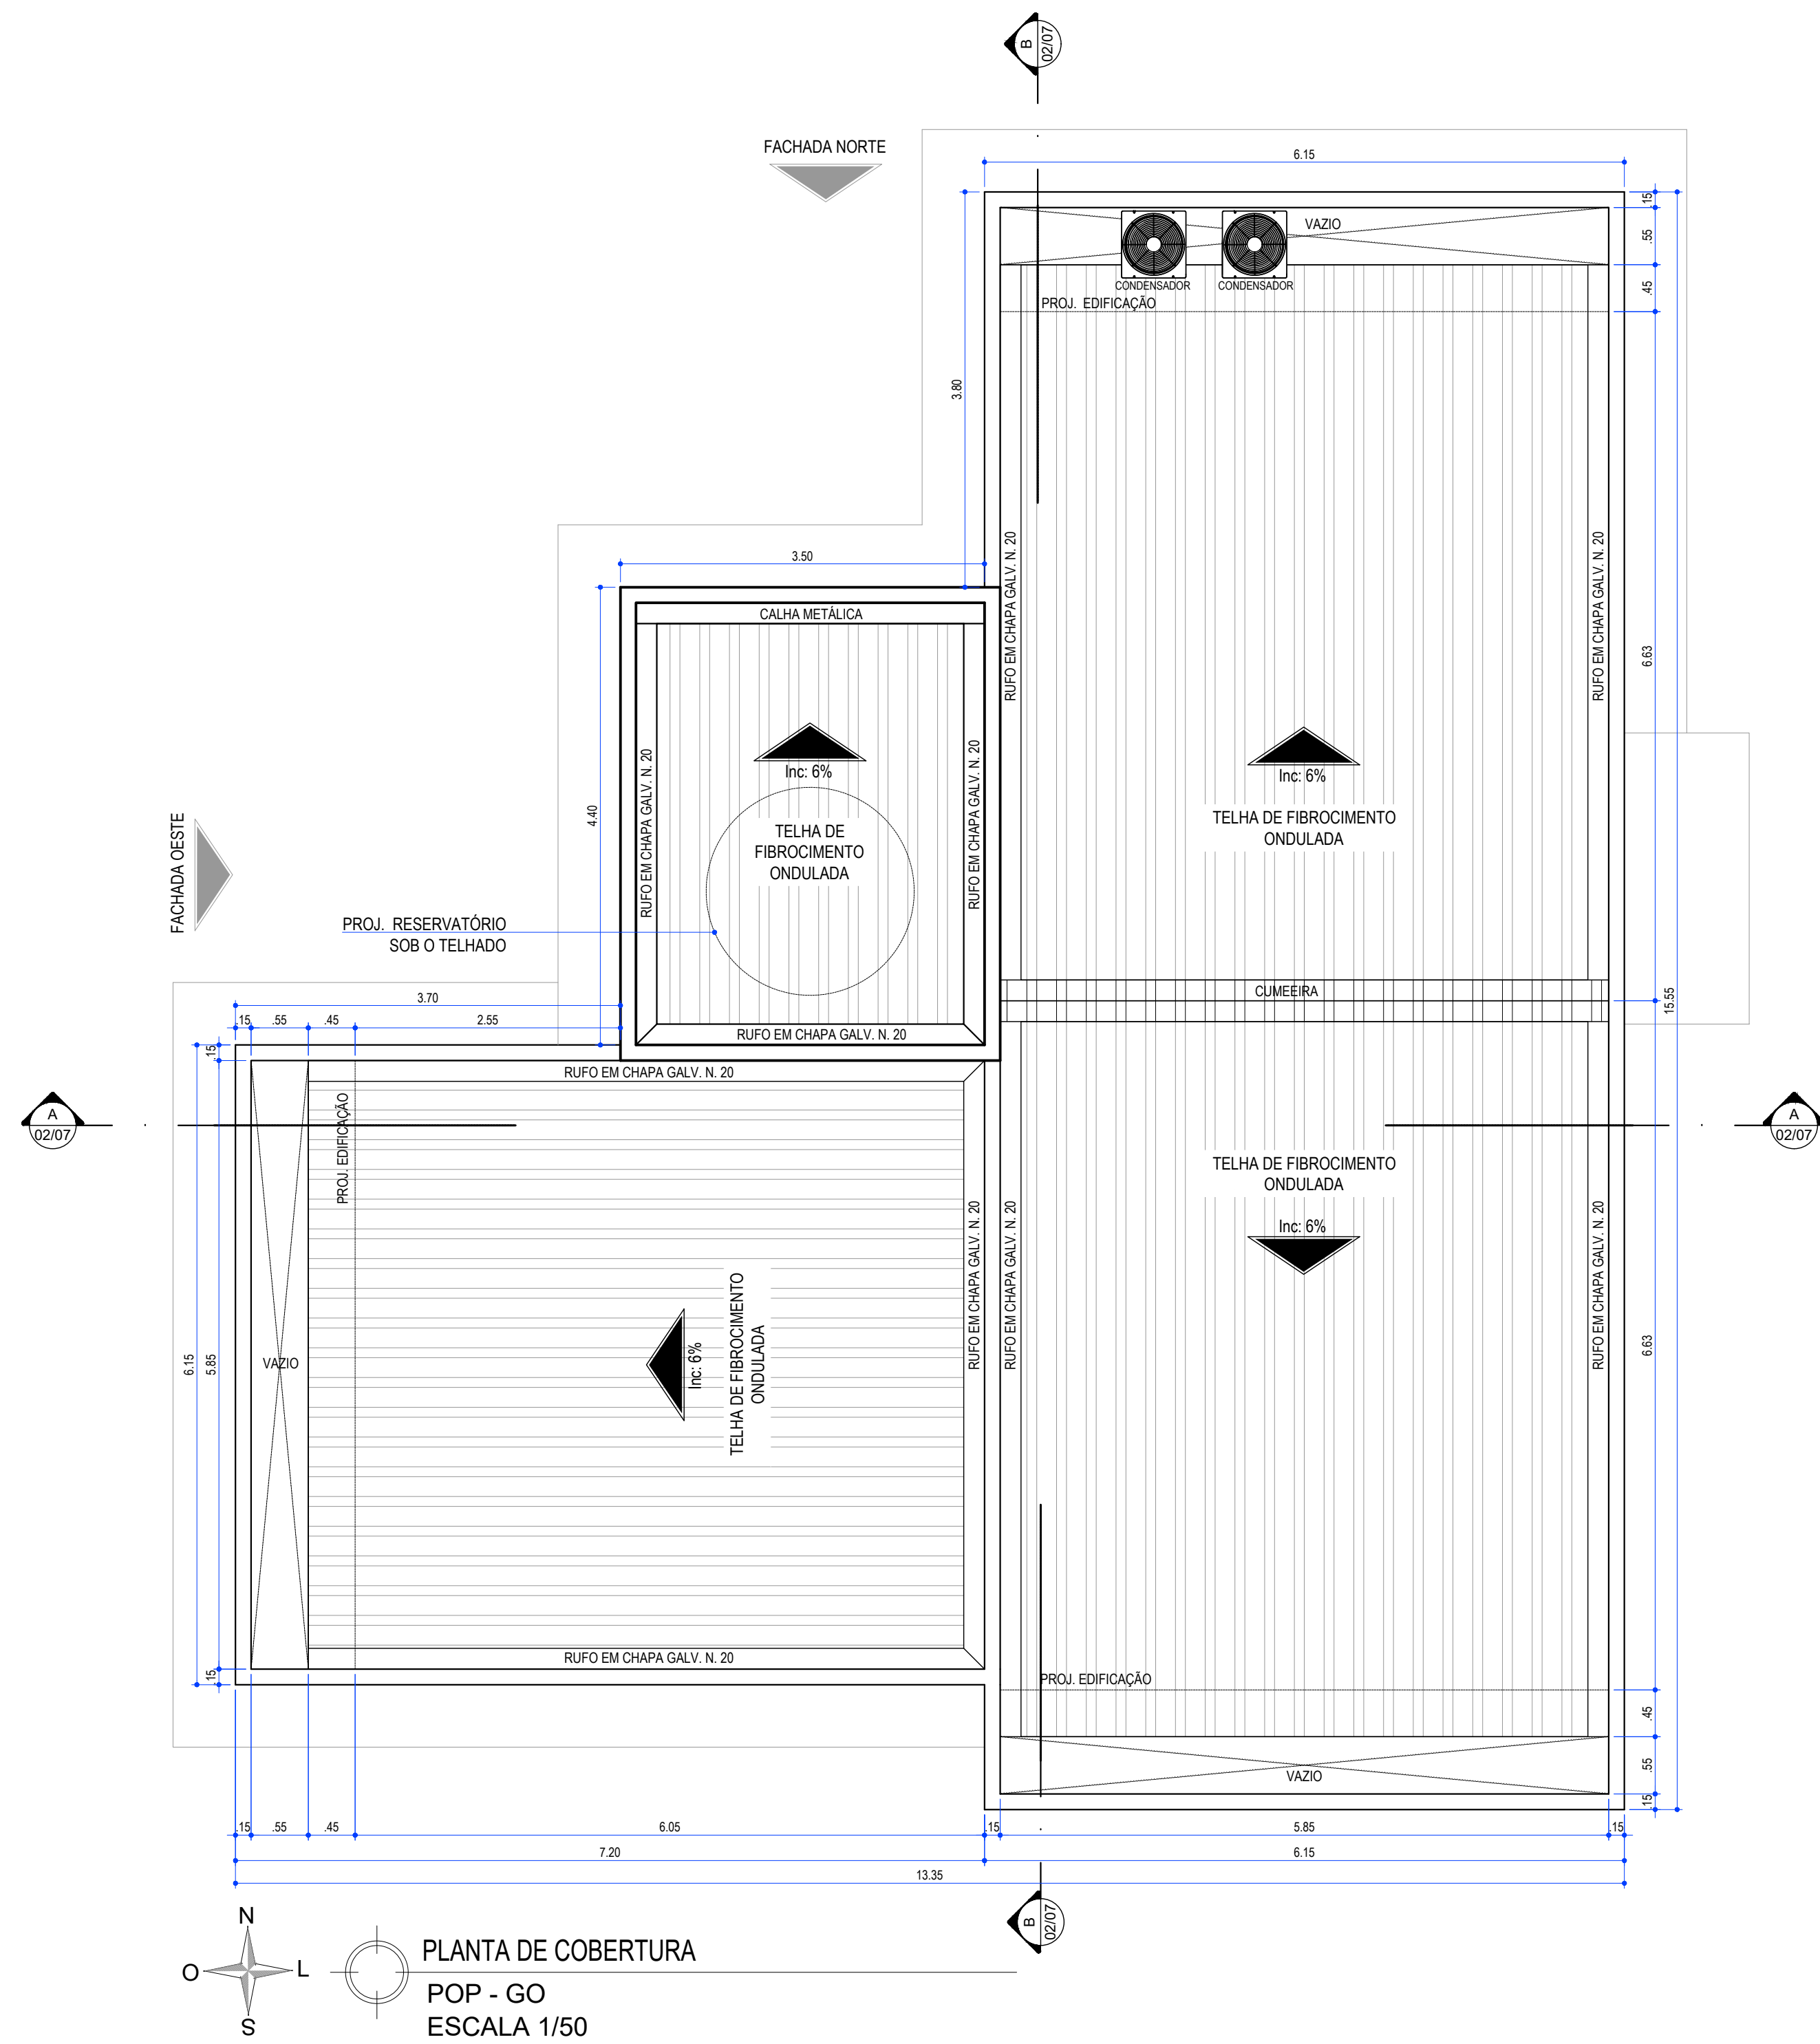 B
02/07
FACHADA NORTE
6.15
.15
VAZIO
.55
CONDENSADOR
CONDENSADOR
.45
PROJ. EDIFICAÇÃO
3.80
3.50
RUFO EM CHAPA GALV. N. 20
RUFO EM CHAPA GALV. N. 20
CALHA METÁLICA
6.63
Inc: 6%
Inc: 6%
RUFO EM CHAPA GALV. N. 20
RUFO EM CHAPA GALV. N. 20
4.40
TELHA DE
FIBROCIMENTO
ONDULADA
TELHA DE FIBROCIMENTO
ONDULADA
FACHADA OESTE
PROJ. RESERVATÓRIO
SOB O TELHADO
CUMEEIRA
15.55
3.70
.15
.55
.45
2.55
RUFO EM CHAPA GALV. N. 20
.15
RUFO EM CHAPA GALV. N. 20
A
02/07
A
02/07
PROJ. EDIFICAÇÃO
TELHA DE FIBROCIMENTO
ONDULADA
Inc: 6%
RUFO EM CHAPA GALV. N. 20
RUFO EM CHAPA GALV. N. 20
RUFO EM CHAPA GALV. N. 20
6.15
5.85
VAZIO
Inc: 6%
TELHA DE FIBROCIMENTO
ONDULADA
6.63
RUFO EM CHAPA GALV. N. 20
.15
PROJ. EDIFICAÇÃO
.45
VAZIO
.55
.15
.15
.55
.45
6.05
.15
5.85
.15
7.20
6.15
13.35
B
02/07
N
O
L
S
PLANTA DE COBERTURA
POP - GO
ESCALA 1/50